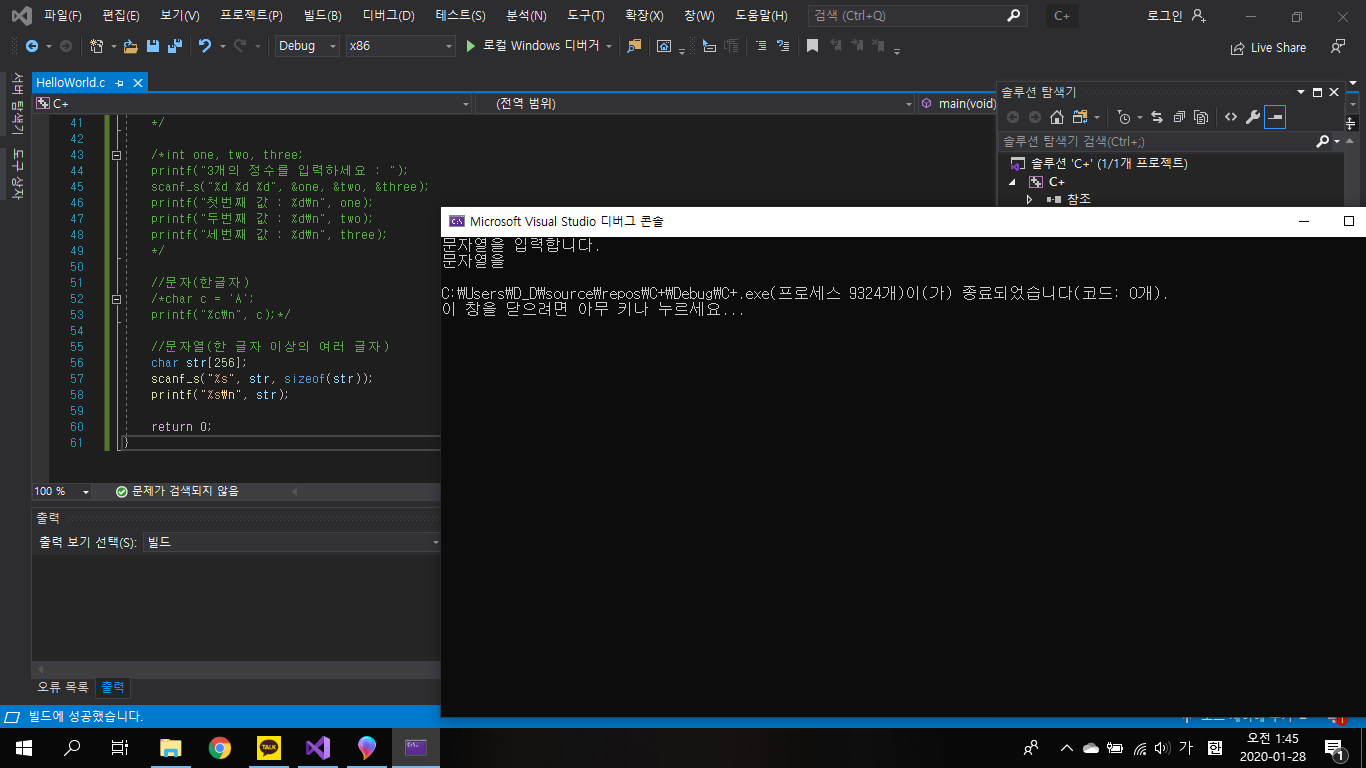 파일(F) 편집(E) 보기(V) 프로젝트(P) 빌드(B) 디버그(D) 테스트(S) 분석(N) 도구(T) 확장(X) 창(W) 도움말(H) 검색 (Ctrl+Q) C+ 로그인
Debug x86 로컬 Windows 디버거 Live Share
서버 탐색기
도구 상자
HelloWorld.c
C+ (전역 범위) main(void)
41 */
42
43 /*int one, two, three;
44 printf("3개의 정수를 입력하세요 : ");
45 scanf_s("%d %d %d", &one, &two, &three);
46 printf("첫번째 값 : %d₩n", one);
47 printf("두번째 값 : %d₩n", two);
48 printf("세번째 값 : %d₩n", three);
49 */
50
51 //문자(한글자)
52 /*char c = 'A';
53 printf("%c₩n", c);*/
54
55 //문자열(한 글자 이상의 여러 글자)
56 char str[256];
57 scanf_s("%s", str, sizeof(str));
58 printf("%s₩n", str);
59
60 return 0;
61 }
100 % 문제가 검색되지 않음
출력
출력 보기 선택(S): 빌드
오류 목록 출력
빌드에 성공했습니다.
솔루션 탐색기
솔루션 탐색기 검색(Ctrl+;)
솔루션 'C+' (1/1개 프로젝트)
C+
참조
Microsoft Visual Studio 디버그 콘솔
문자열을 입력합니다.
문자열을
C:₩Users₩D_D₩source₩repos₩C+₩Debug₩C+.exe(프로세스 9324개)이(가) 종료되었습니다(코드: 0개).
이 창을 닫으려면 아무 키나 누르세요...
TALK
가 한 오전 1:45
2020-01-28
1